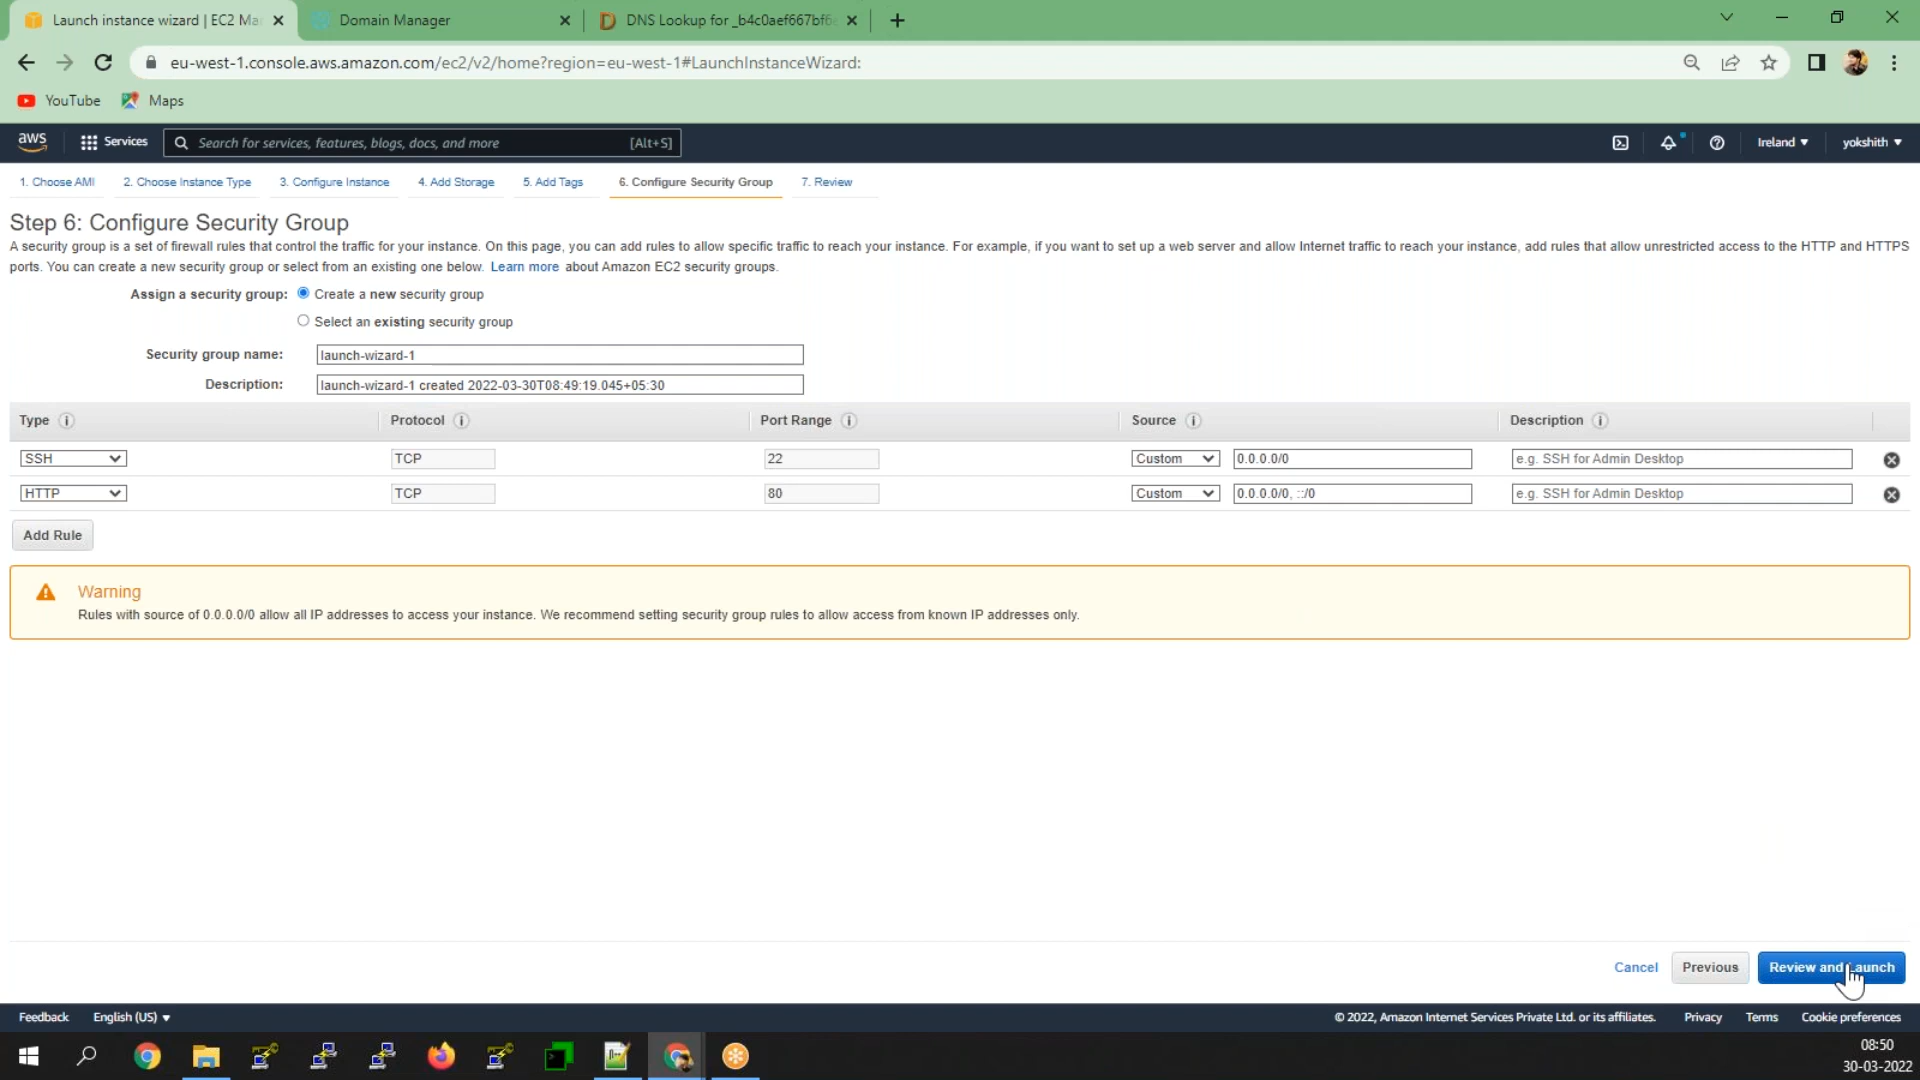 Launch instance wizard | EC2 Ma
Domain Manager
DNS Lookup for _b4c0aef667bf6
eu-west-1.console.aws.amazon.com/ec2/v2/home?region=eu-west-1#LaunchInstanceWizard:
YouTube
Maps
aws
Services
Search for services, features, blogs, docs, and more
[Alt+S]
Ireland
yokshith
1. Choose AMI
2. Choose Instance Type
3. Configure Instance
4. Add Storage
5. Add Tags
6. Configure Security Group
7. Review
Step 6: Configure Security Group
A security group is a set of firewall rules that control the traffic for your instance. On this page, you can add rules to allow specific traffic to reach your instance. For example, if you want to set up a web server and allow Internet traffic to reach your instance, add rules that allow unrestricted access to the HTTP and HTTPS
ports. You can create a new security group or select from an existing one below. Learn more about Amazon EC2 security groups.
Assign a security group:
Create a new security group
Select an existing security group
Security group name:
launch-wizard-1
Description:
launch-wizard-1 created 2022-03-30T08:49:19.045+05:30
Type
Protocol
Port Range
Source
Description
SSH
TCP
22
Custom
0.0.0.0/0
e.g. SSH for Admin Desktop
HTTP
TCP
80
Custom
0.0.0.0/0, ::/0
e.g. SSH for Admin Desktop
Add Rule
Warning
Rules with source of 0.0.0.0/0 allow all IP addresses to access your instance. We recommend setting security group rules to allow access from known IP addresses only.
Cancel
Previous
Review and Launch
Feedback
English (US)
© 2022, Amazon Internet Services Private Ltd. or its affiliates.
Privacy
Terms
Cookie preferences
08:50
30-03-2022